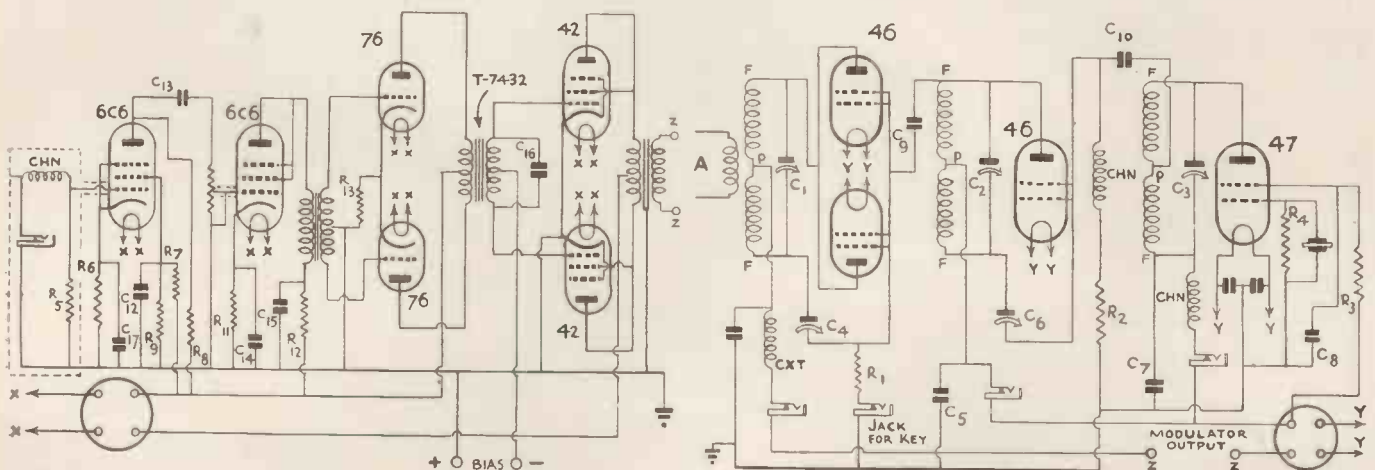 76
42
46
C10
C13
T-7432
F
F
6C6
6C6
C9
46
47
CHN
C16
Z
A
P
C1
P
C2
CHN
P
C3
R4
R13
X X
X X
Y Y
Z
X X
X X
X X
X X
Y Y
F
F
F
R3
R6
R7
C12
R5
C17
R9
R8
R11
C14
C15
R12
76
42
C4
C6
R2
CHN
Y
Y
C8
CXT
R1
C5
C7
X
X
JACK
FOR KEY
MODULATOR
OUTPUT
Y
Y
+ BIAS −
Z
Z